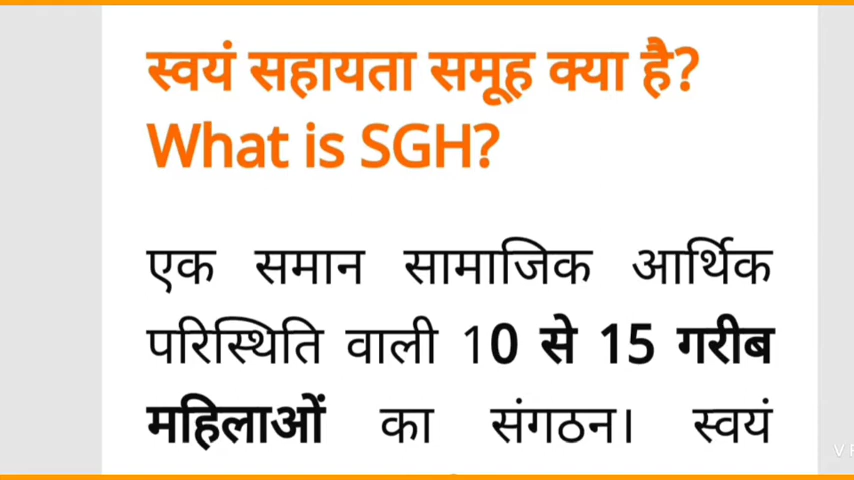 स्वयं सहायता समूह क्या है?
What is SGH?
एक समान सामाजिक आर्थिक
परिस्थिति वाली 10 से 15 गरीब
महिलाओं का संगठन। स्वयं